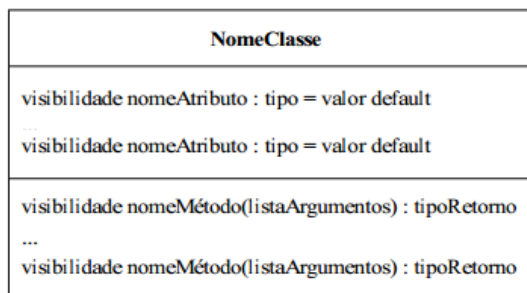 NomeClasse
visibilidade nomeAtributo : tipo = valor default
...
visibilidade nomeAtributo : tipo = valor default
visibilidade nomeMétodo(listaArgumentos) : tipoRetorno
...
visibilidade nomeMétodo(listaArgumentos) : tipoRetorno